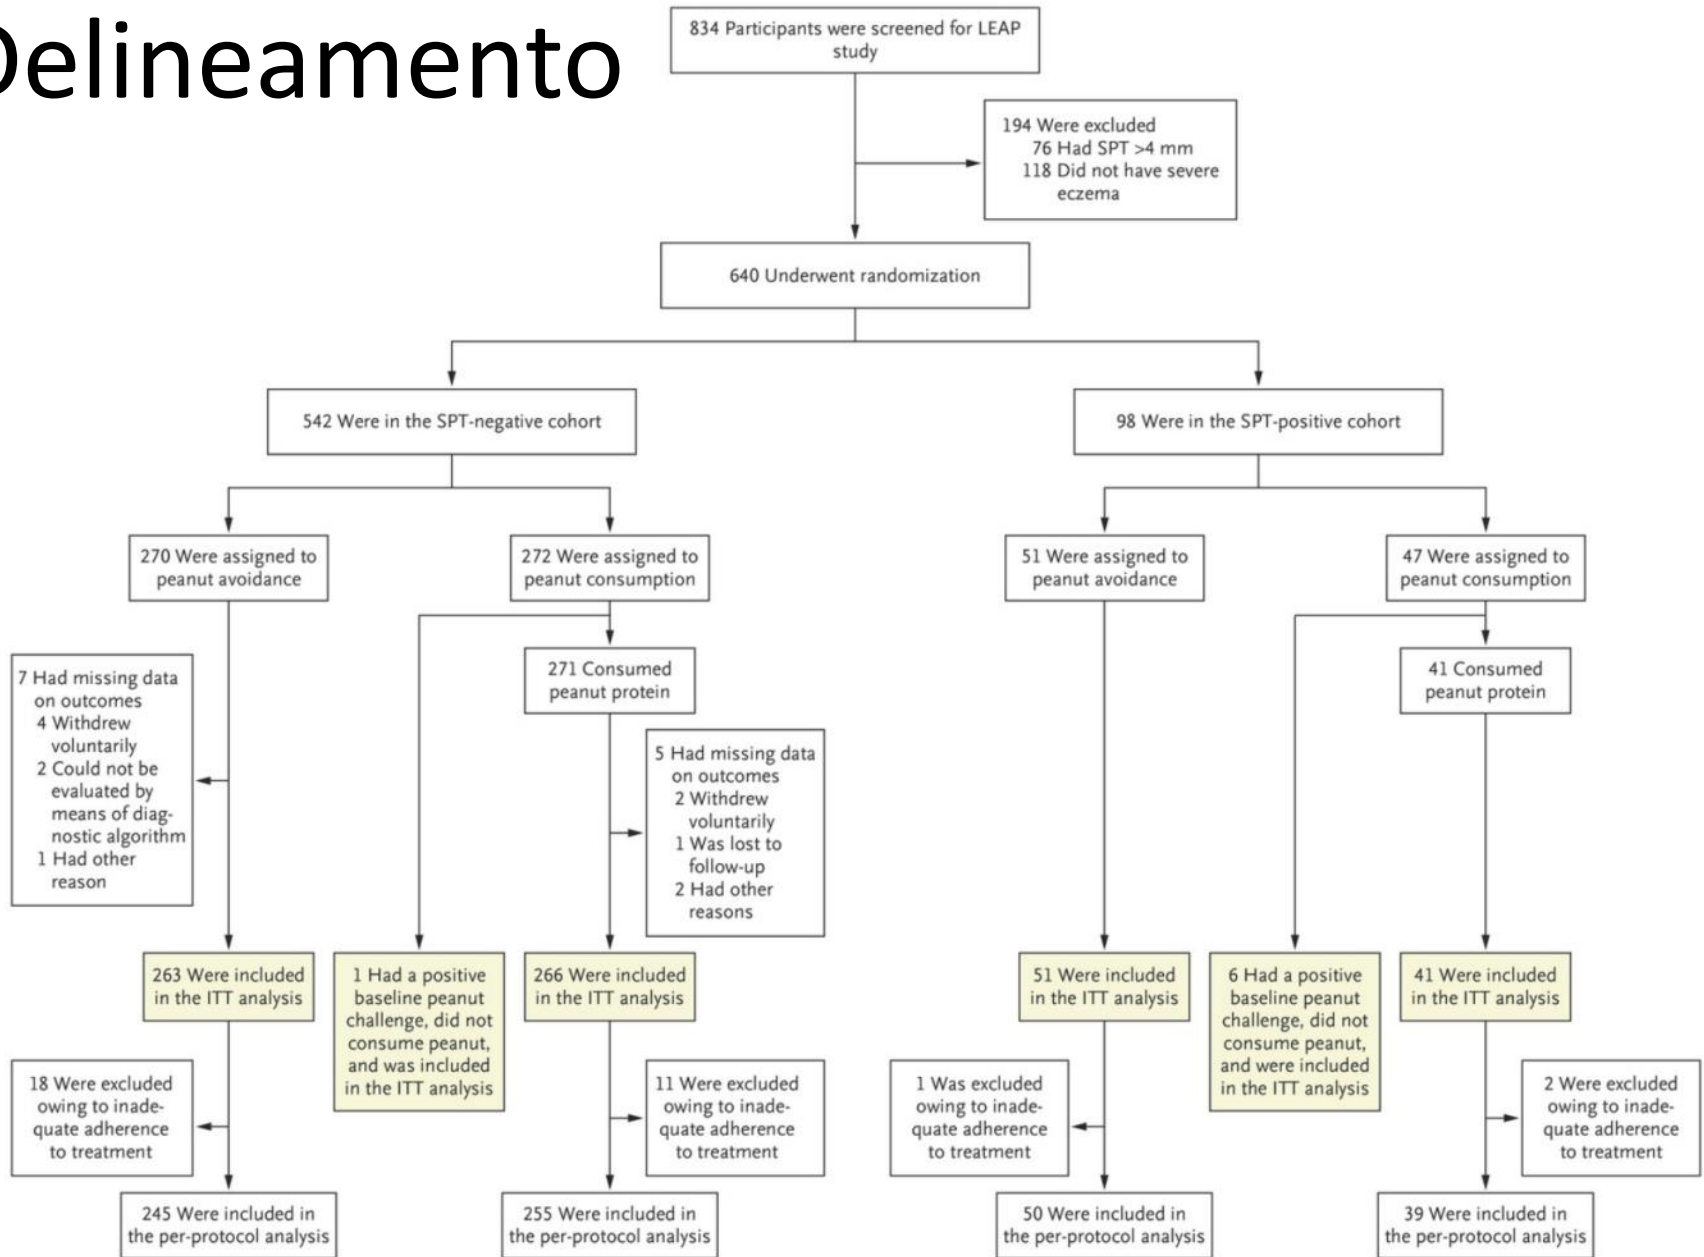 Delineamento
834 Participants were screened for LEAP
study
194 Were excluded
76 Had SPT >4 mm
118 Did not have severe
eczema
640 Underwent randomization
542 Were in the SPT-negative cohort
98 Were in the SPT-positive cohort
270 Were assigned to
peanut avoidance
272 Were assigned to
peanut consumption
51 Were assigned to
peanut avoidance
47 Were assigned to
peanut consumption
271 Consumed
peanut protein
41 Consumed
peanut protein
7 Had missing data
on outcomes
4 Withdrew
voluntarily
2 Could not be
evaluated by
means of diag-
nostic algorithm
1 Had other
reason
5 Had missing data
on outcomes
2 Withdrew
voluntarily
1 Was lost to
follow-up
2 Had other
reasons
263 Were included
in the ITT analysis
1 Had a positive
baseline peanut
challenge, did not
consume peanut,
and was included
in the ITT analysis
266 Were included
in the ITT analysis
51 Were included
in the ITT analysis
6 Had a positive
baseline peanut
challenge, did not
consume peanut,
and were included
in the ITT analysis
41 Were included
in the ITT analysis
18 Were excluded
owing to inade-
quate adherence
to treatment
11 Were excluded
owing to inade-
quate adherence
to treatment
1 Was excluded
owing to inade-
quate adherence
to treatment
2 Were excluded
owing to inade-
quate adherence
to treatment
245 Were included in
the per-protocol analysis
255 Were included in
the per-protocol analysis
50 Were included in
the per-protocol analysis
39 Were included in
the per-protocol analysis